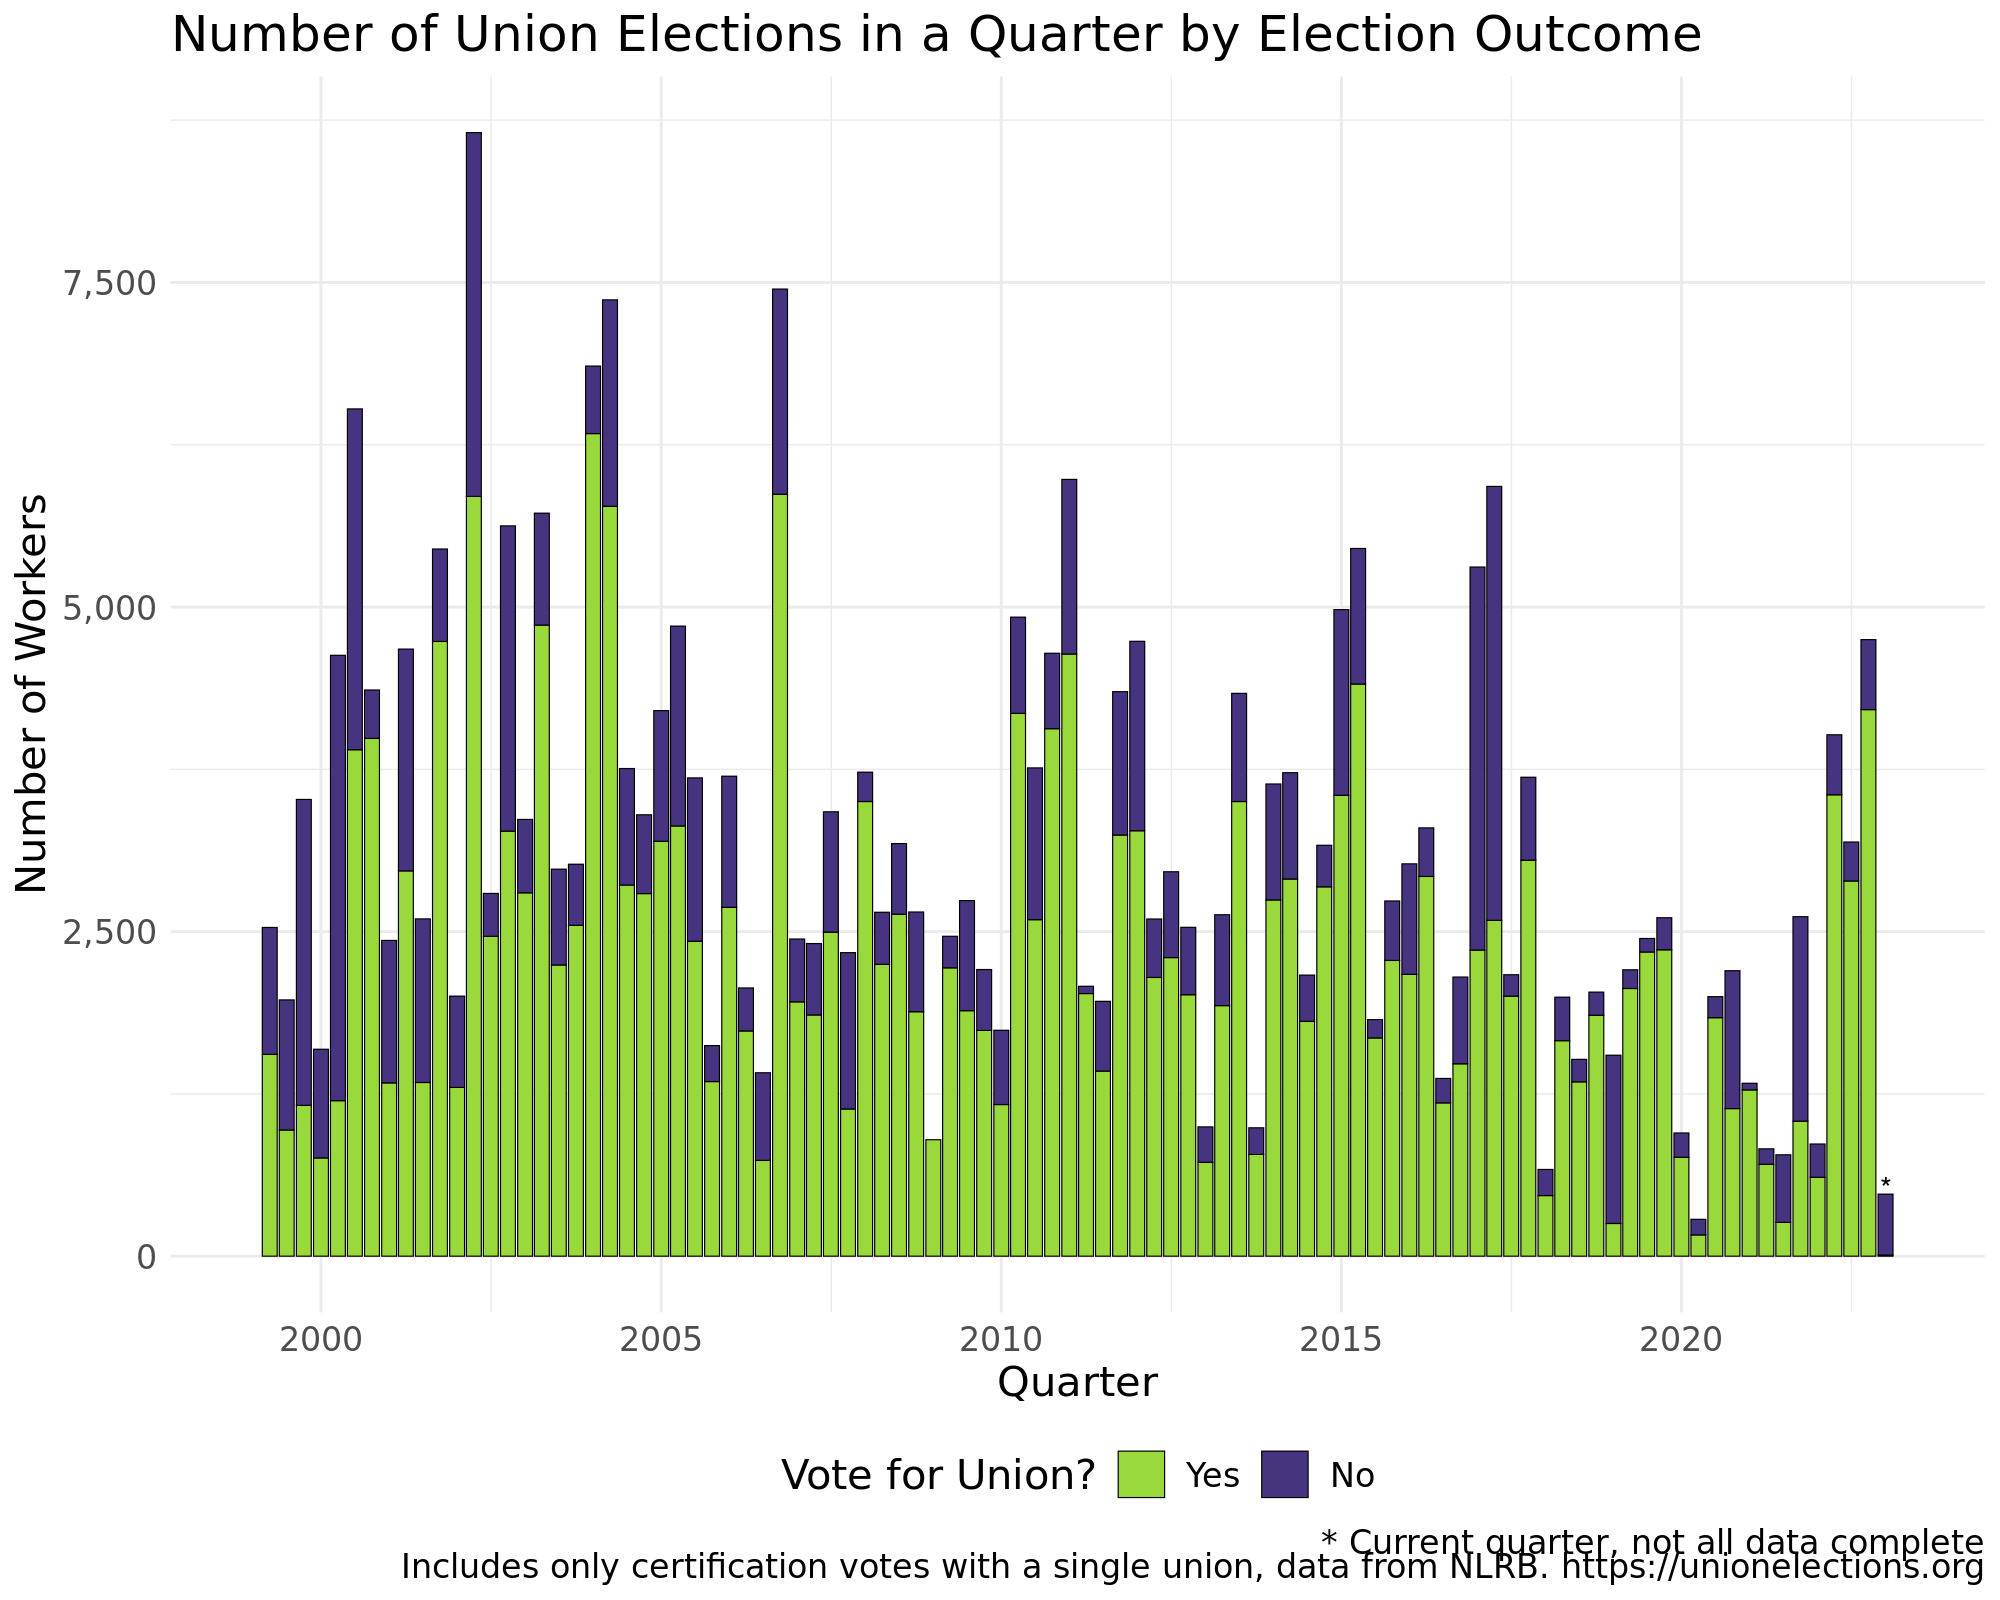 Number of Union Elections in a Quarter by Election Outcome
Number of Workers
7,500
5,000
2,500
0
*
2000 2005 2010 2015 2020
Quarter
Vote for Union? Yes No
* Current quarter, not all data complete
Includes only certification votes with a single union, data from NLRB. https://unionelections.org